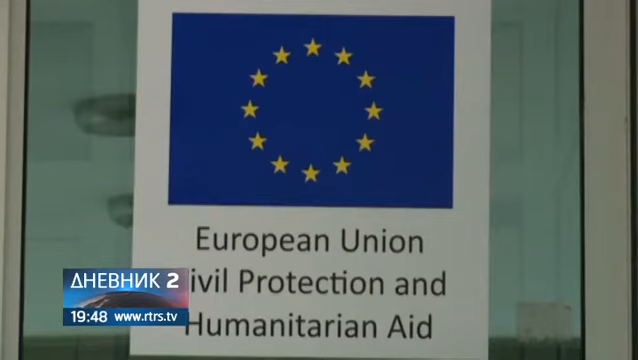 European Union
ivil Protection and
Humanitarian Aid
ДНЕВНИК 2
19:48 www.rtrs.tv